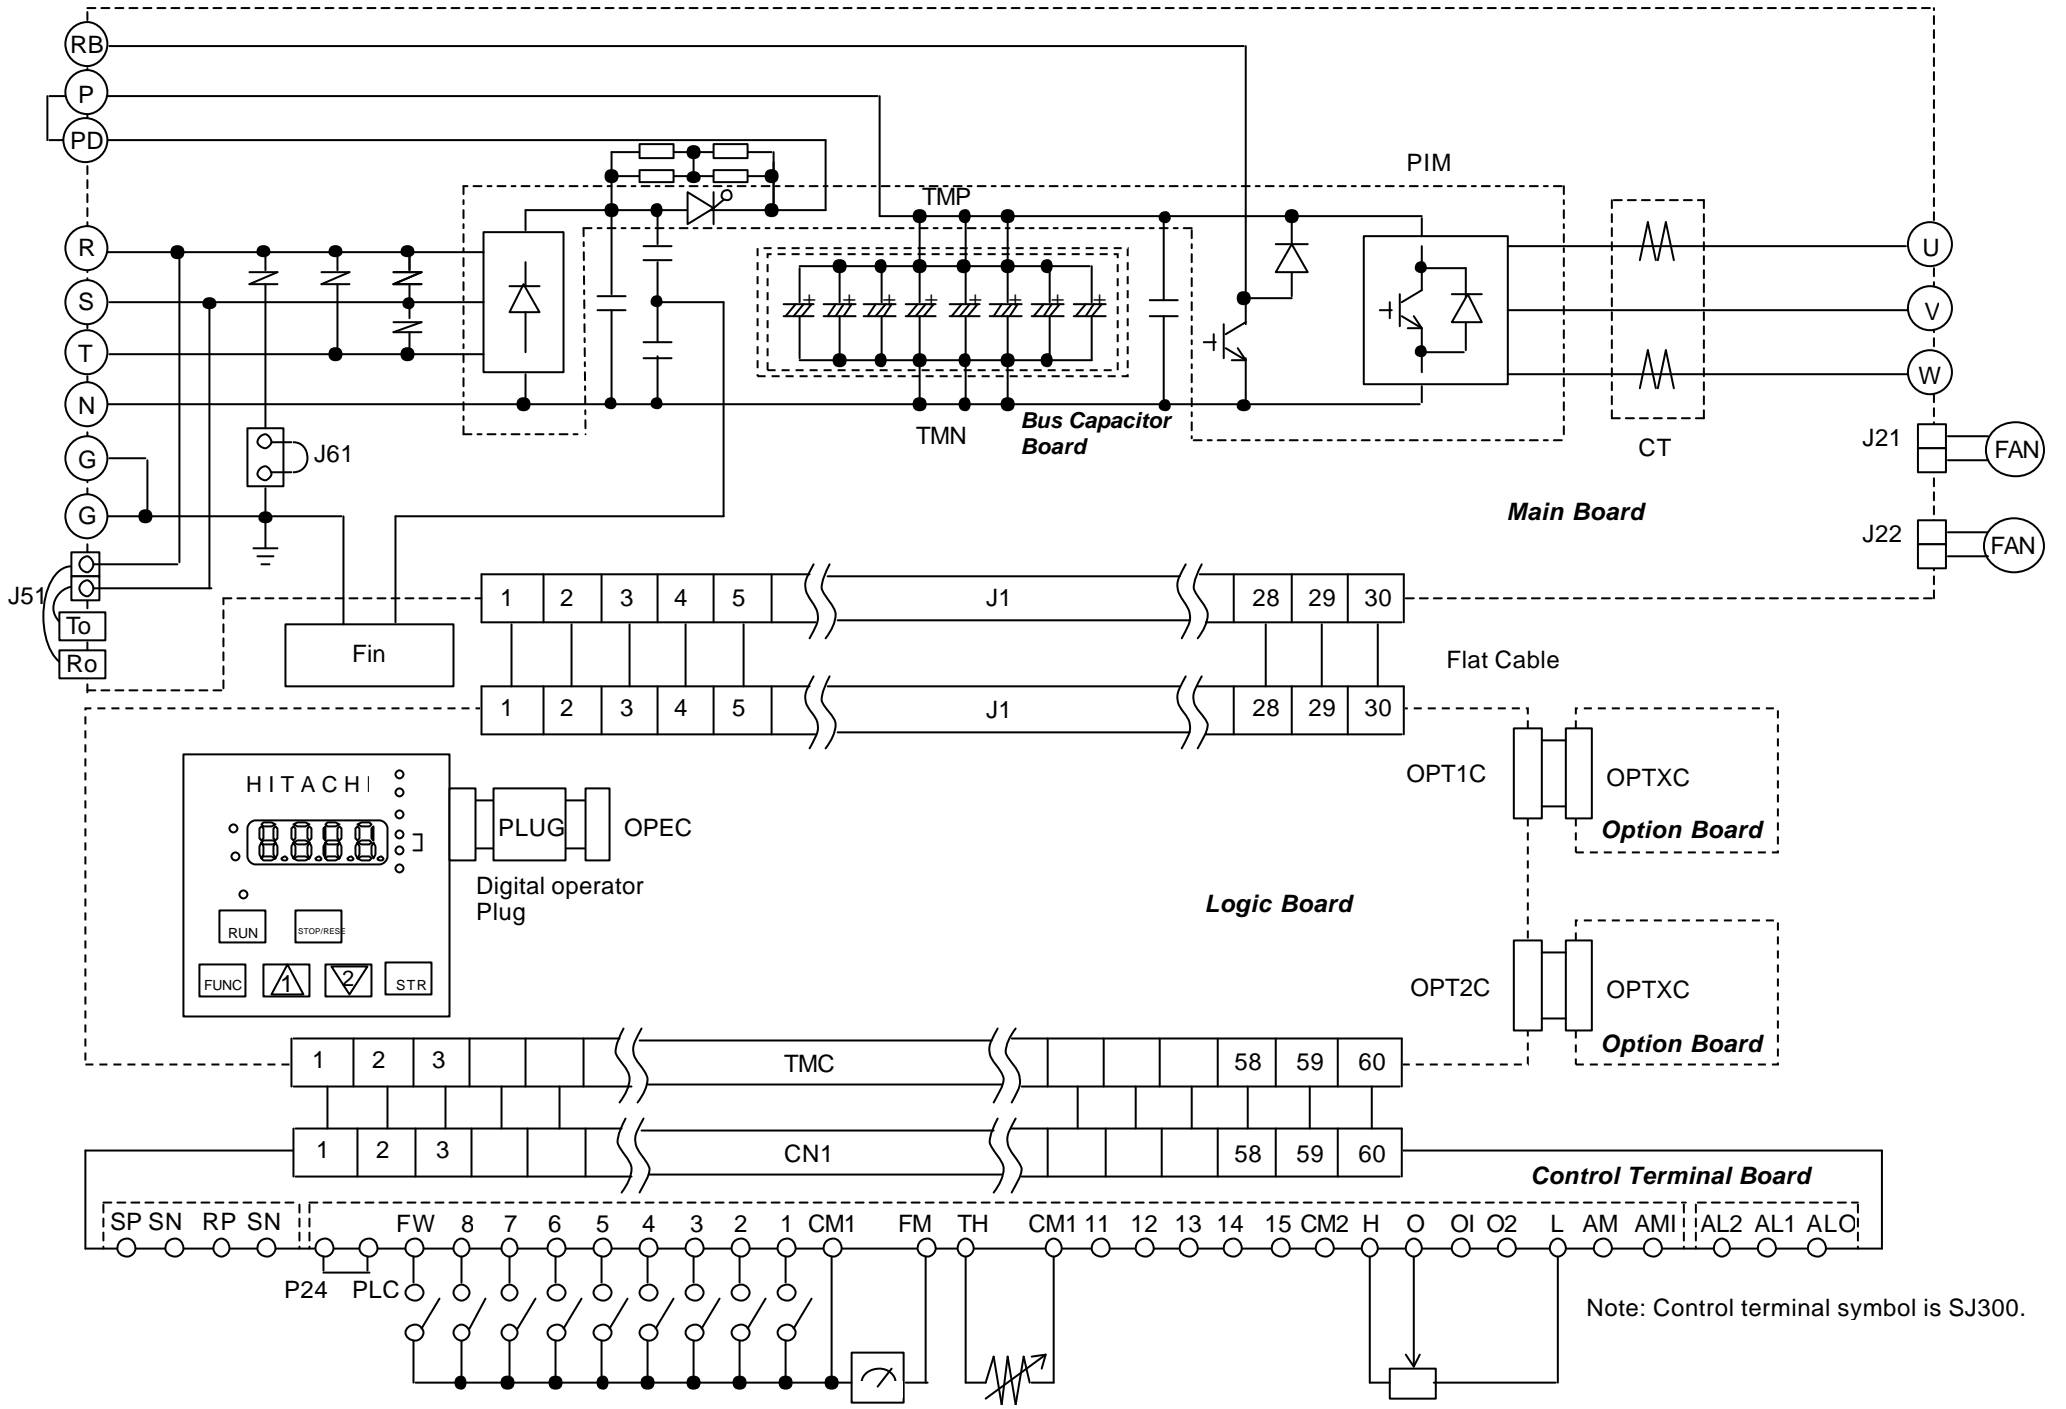 RB
P
PD
PIM
TMP
R
S
T
N
G
G
U
V
W
J61
TMN
Bus Capacitor
Board
CT
J21
FAN
Main Board
J22
FAN
J51
To
Ro
Fin
1 2 3 4 5 J1 28 29 30
Flat Cable
1 2 3 4 5 J1 28 29 30
HITACHI
PLUG
OPEC
Digital operator
Plug
RUN
STOP/RESE
FUNC
1
2
STR
OPT1C
OPTXC
Option Board
Logic Board
OPT2C
OPTXC
Option Board
1 2 3 TMC 58 59 60
1 2 3 CN1 58 59 60
Control Terminal Board
SP SN RP SN FW 8 7 6 5 4 3 2 1 CM1 FM TH CM1 11 12 13 14 15 CM2 H O OI O2 L AM AMI AL2 AL1 ALO
P24 PLC
Note: Control terminal symbol is SJ300.